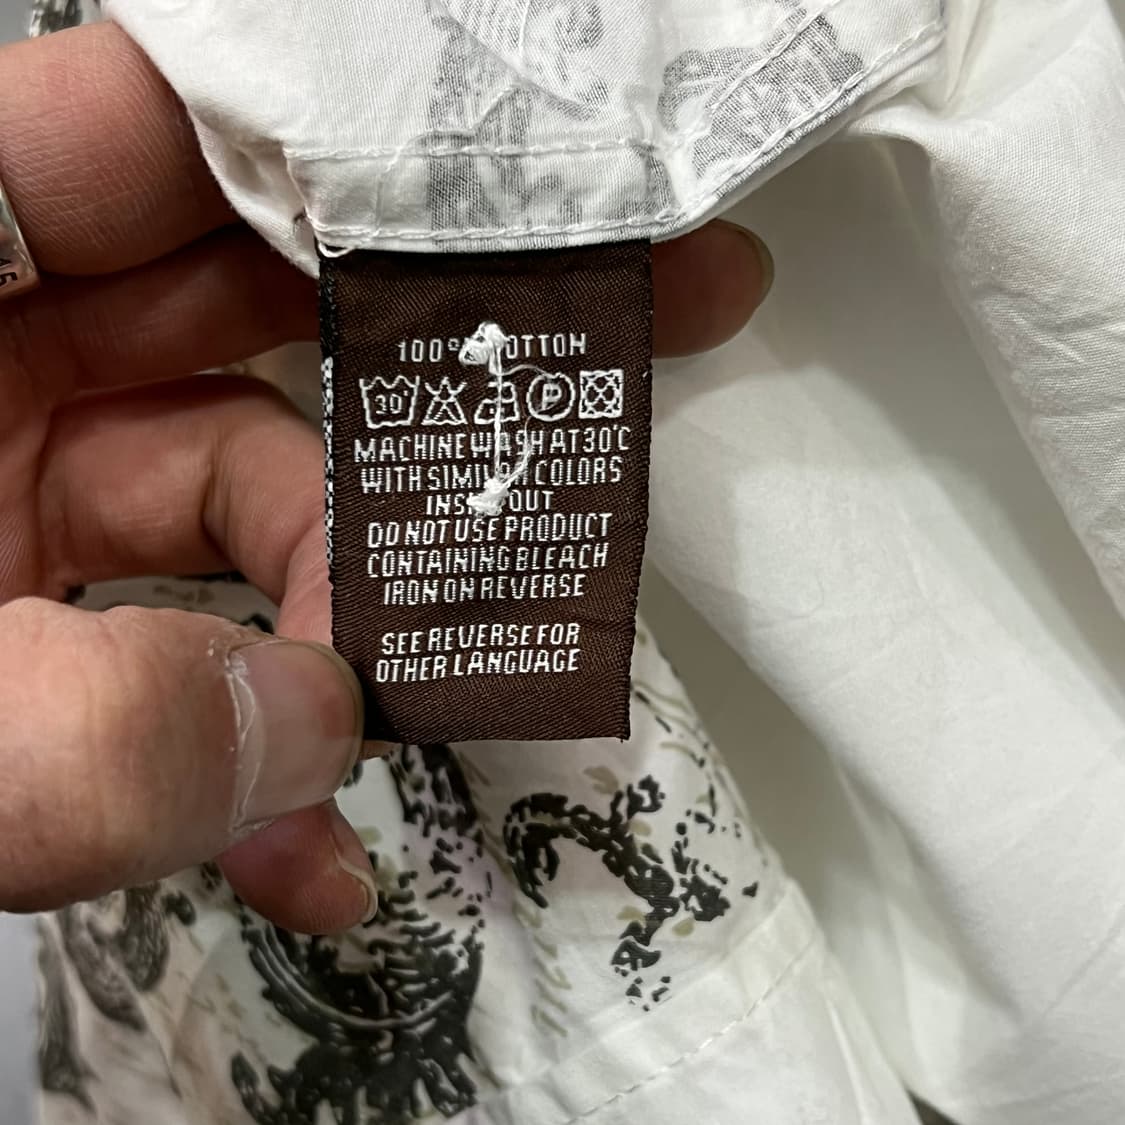 100% COTTON
30°
P
MACHINE WASH AT 30°C
WITH SIMILAR COLORS
INSIDE OUT
DO NOT USE PRODUCT
CONTAINING BLEACH
IRON ON REVERSE
SEE REVERSE FOR
OTHER LANGUAGE